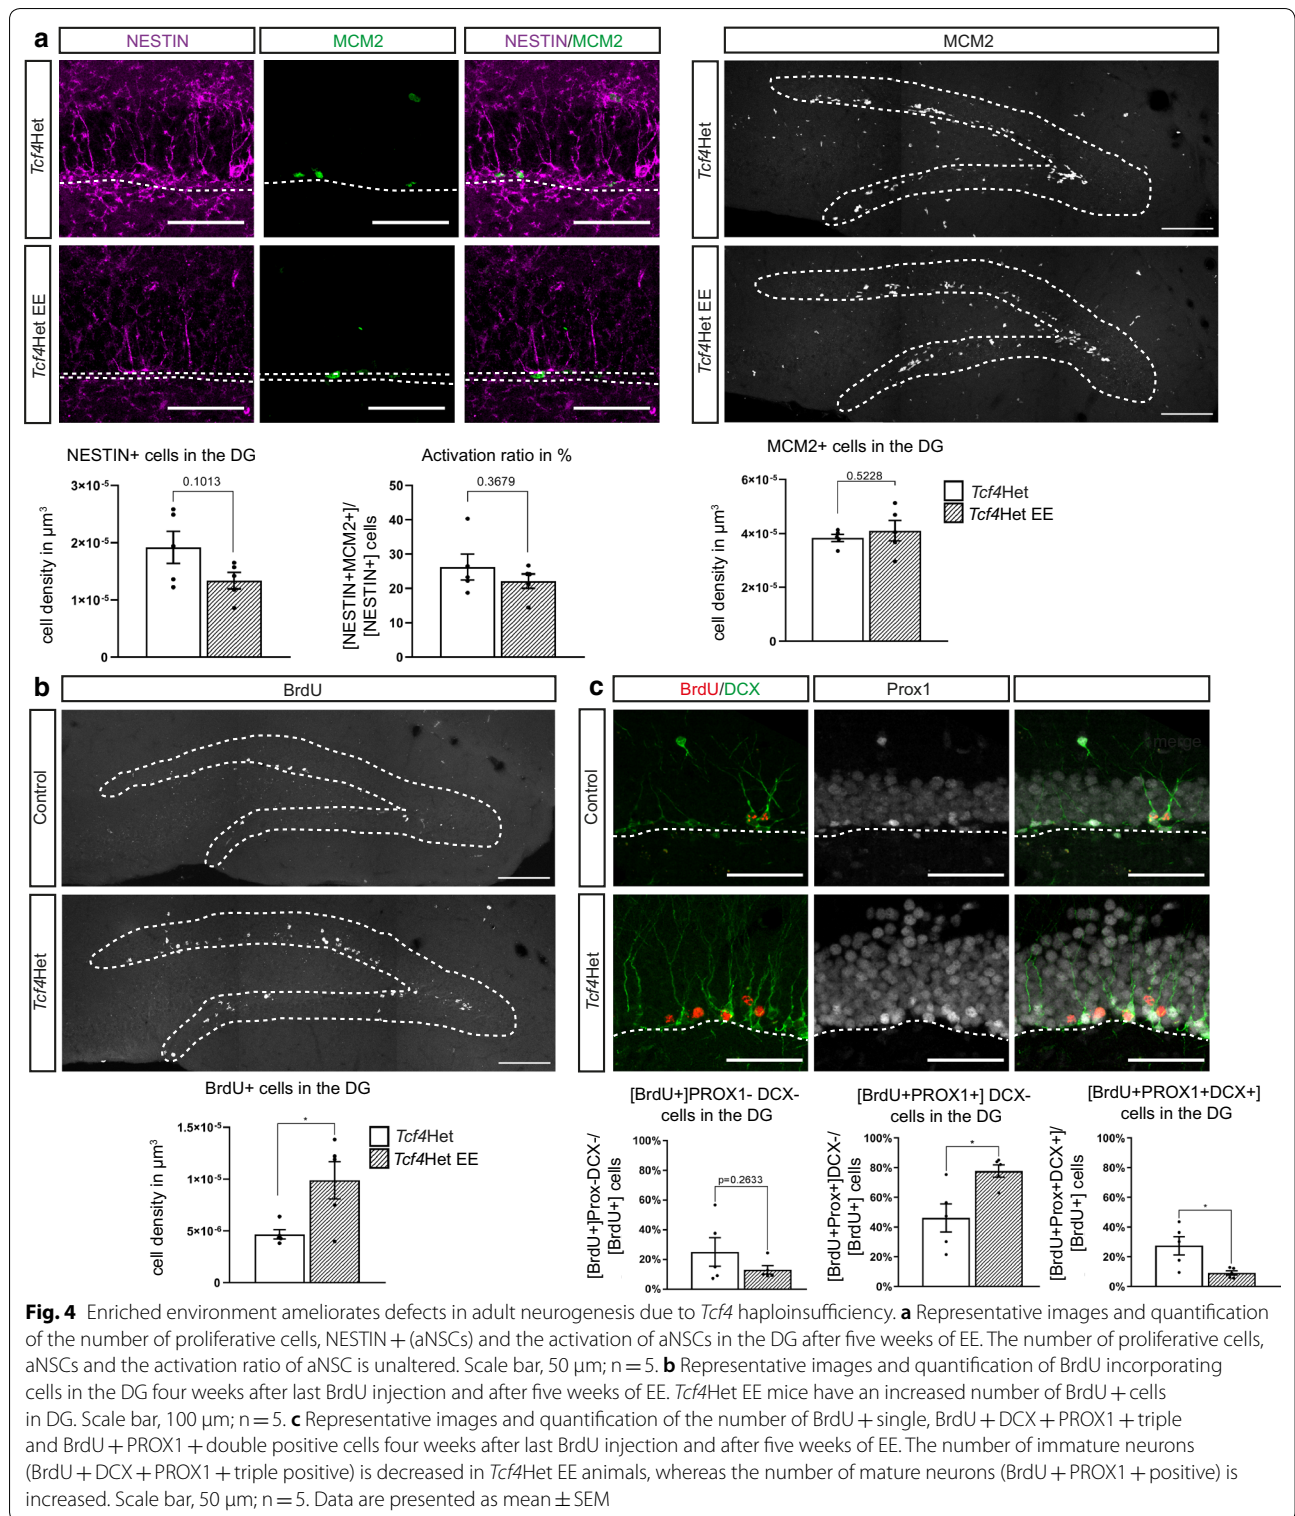 a
NESTIN
MCM2
NESTIN/MCM2
MCM2
Tcf4Het
Tcf4Het
Tcf4Het EE
Tcf4Het EE
NESTIN+ cells in the DG
cell density in µm³
3×10⁻⁵
2×10⁻⁵
1×10⁻⁵
0
0.1013
Activation ratio in %
[NESTIN+MCM2+]/
[NESTIN+] cells
50
40
30
20
10
0
0.3679
MCM2+ cells in the DG
cell density in µm³
6×10⁻⁵
4×10⁻⁵
2×10⁻⁵
0
0.5228
Tcf4Het
Tcf4Het EE
b
BrdU
Control
Tcf4Het
BrdU+ cells in the DG
cell density in µm³
1.5×10⁻⁵
1×10⁻⁵
5×10⁻⁶
0
*
Tcf4Het
Tcf4Het EE
c
BrdU/DCX
Prox1
merge
Control
Tcf4Het
[BrdU+]PROX1- DCX-
cells in the DG
[BrdU+]Prox-DCX-/
[BrdU+] cells
100%
80%
60%
40%
20%
0%
p=0.2633
[BrdU+PROX1+] DCX-
cells in the DG
[BrdU+Prox+]DCX-/
[BrdU+] cells
100%
80%
60%
40%
20%
0%
*
[BrdU+PROX1+DCX+]
cells in the DG
[BrdU+Prox+DCX+]/
[BrdU+] cells
100%
80%
60%
40%
20%
0%
*
Fig. 4 Enriched environment ameliorates defects in adult neurogenesis due to Tcf4 haploinsufficiency. a Representative images and quantification
of the number of proliferative cells, NESTIN + (aNSCs) and the activation of aNSCs in the DG after five weeks of EE. The number of proliferative cells,
aNSCs and the activation ratio of aNSC is unaltered. Scale bar, 50 µm; n = 5. b Representative images and quantification of BrdU incorporating
cells in the DG four weeks after last BrdU injection and after five weeks of EE. Tcf4Het EE mice have an increased number of BrdU + cells
in DG. Scale bar, 100 µm; n = 5. c Representative images and quantification of the number of BrdU + single, BrdU + DCX + PROX1 + triple
and BrdU + PROX1 + double positive cells four weeks after last BrdU injection and after five weeks of EE. The number of immature neurons
(BrdU + DCX + PROX1 + triple positive) is decreased in Tcf4Het EE animals, whereas the number of mature neurons (BrdU + PROX1 + positive) is
increased. Scale bar, 50 µm; n = 5. Data are presented as mean ± SEM